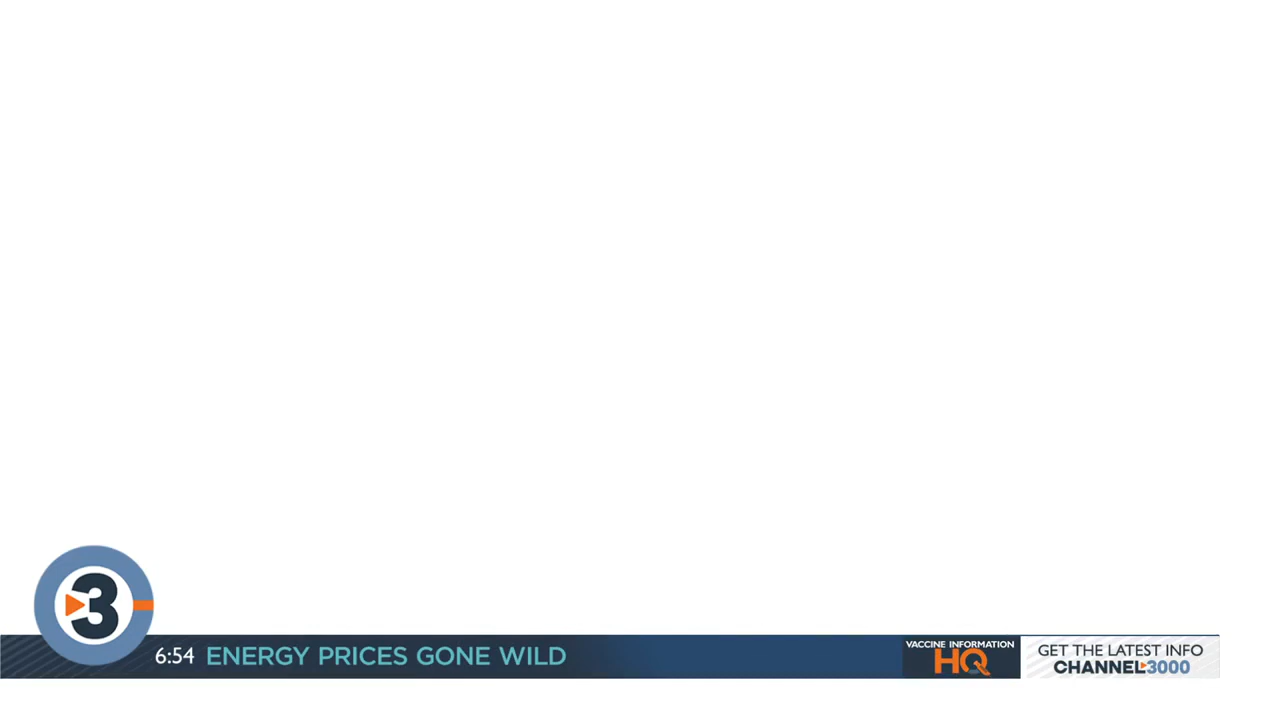 3
6:54 ENERGY PRICES GONE WILD
VACCINE INFORMATION
HQ
GET THE LATEST INFO
CHANNEL3000